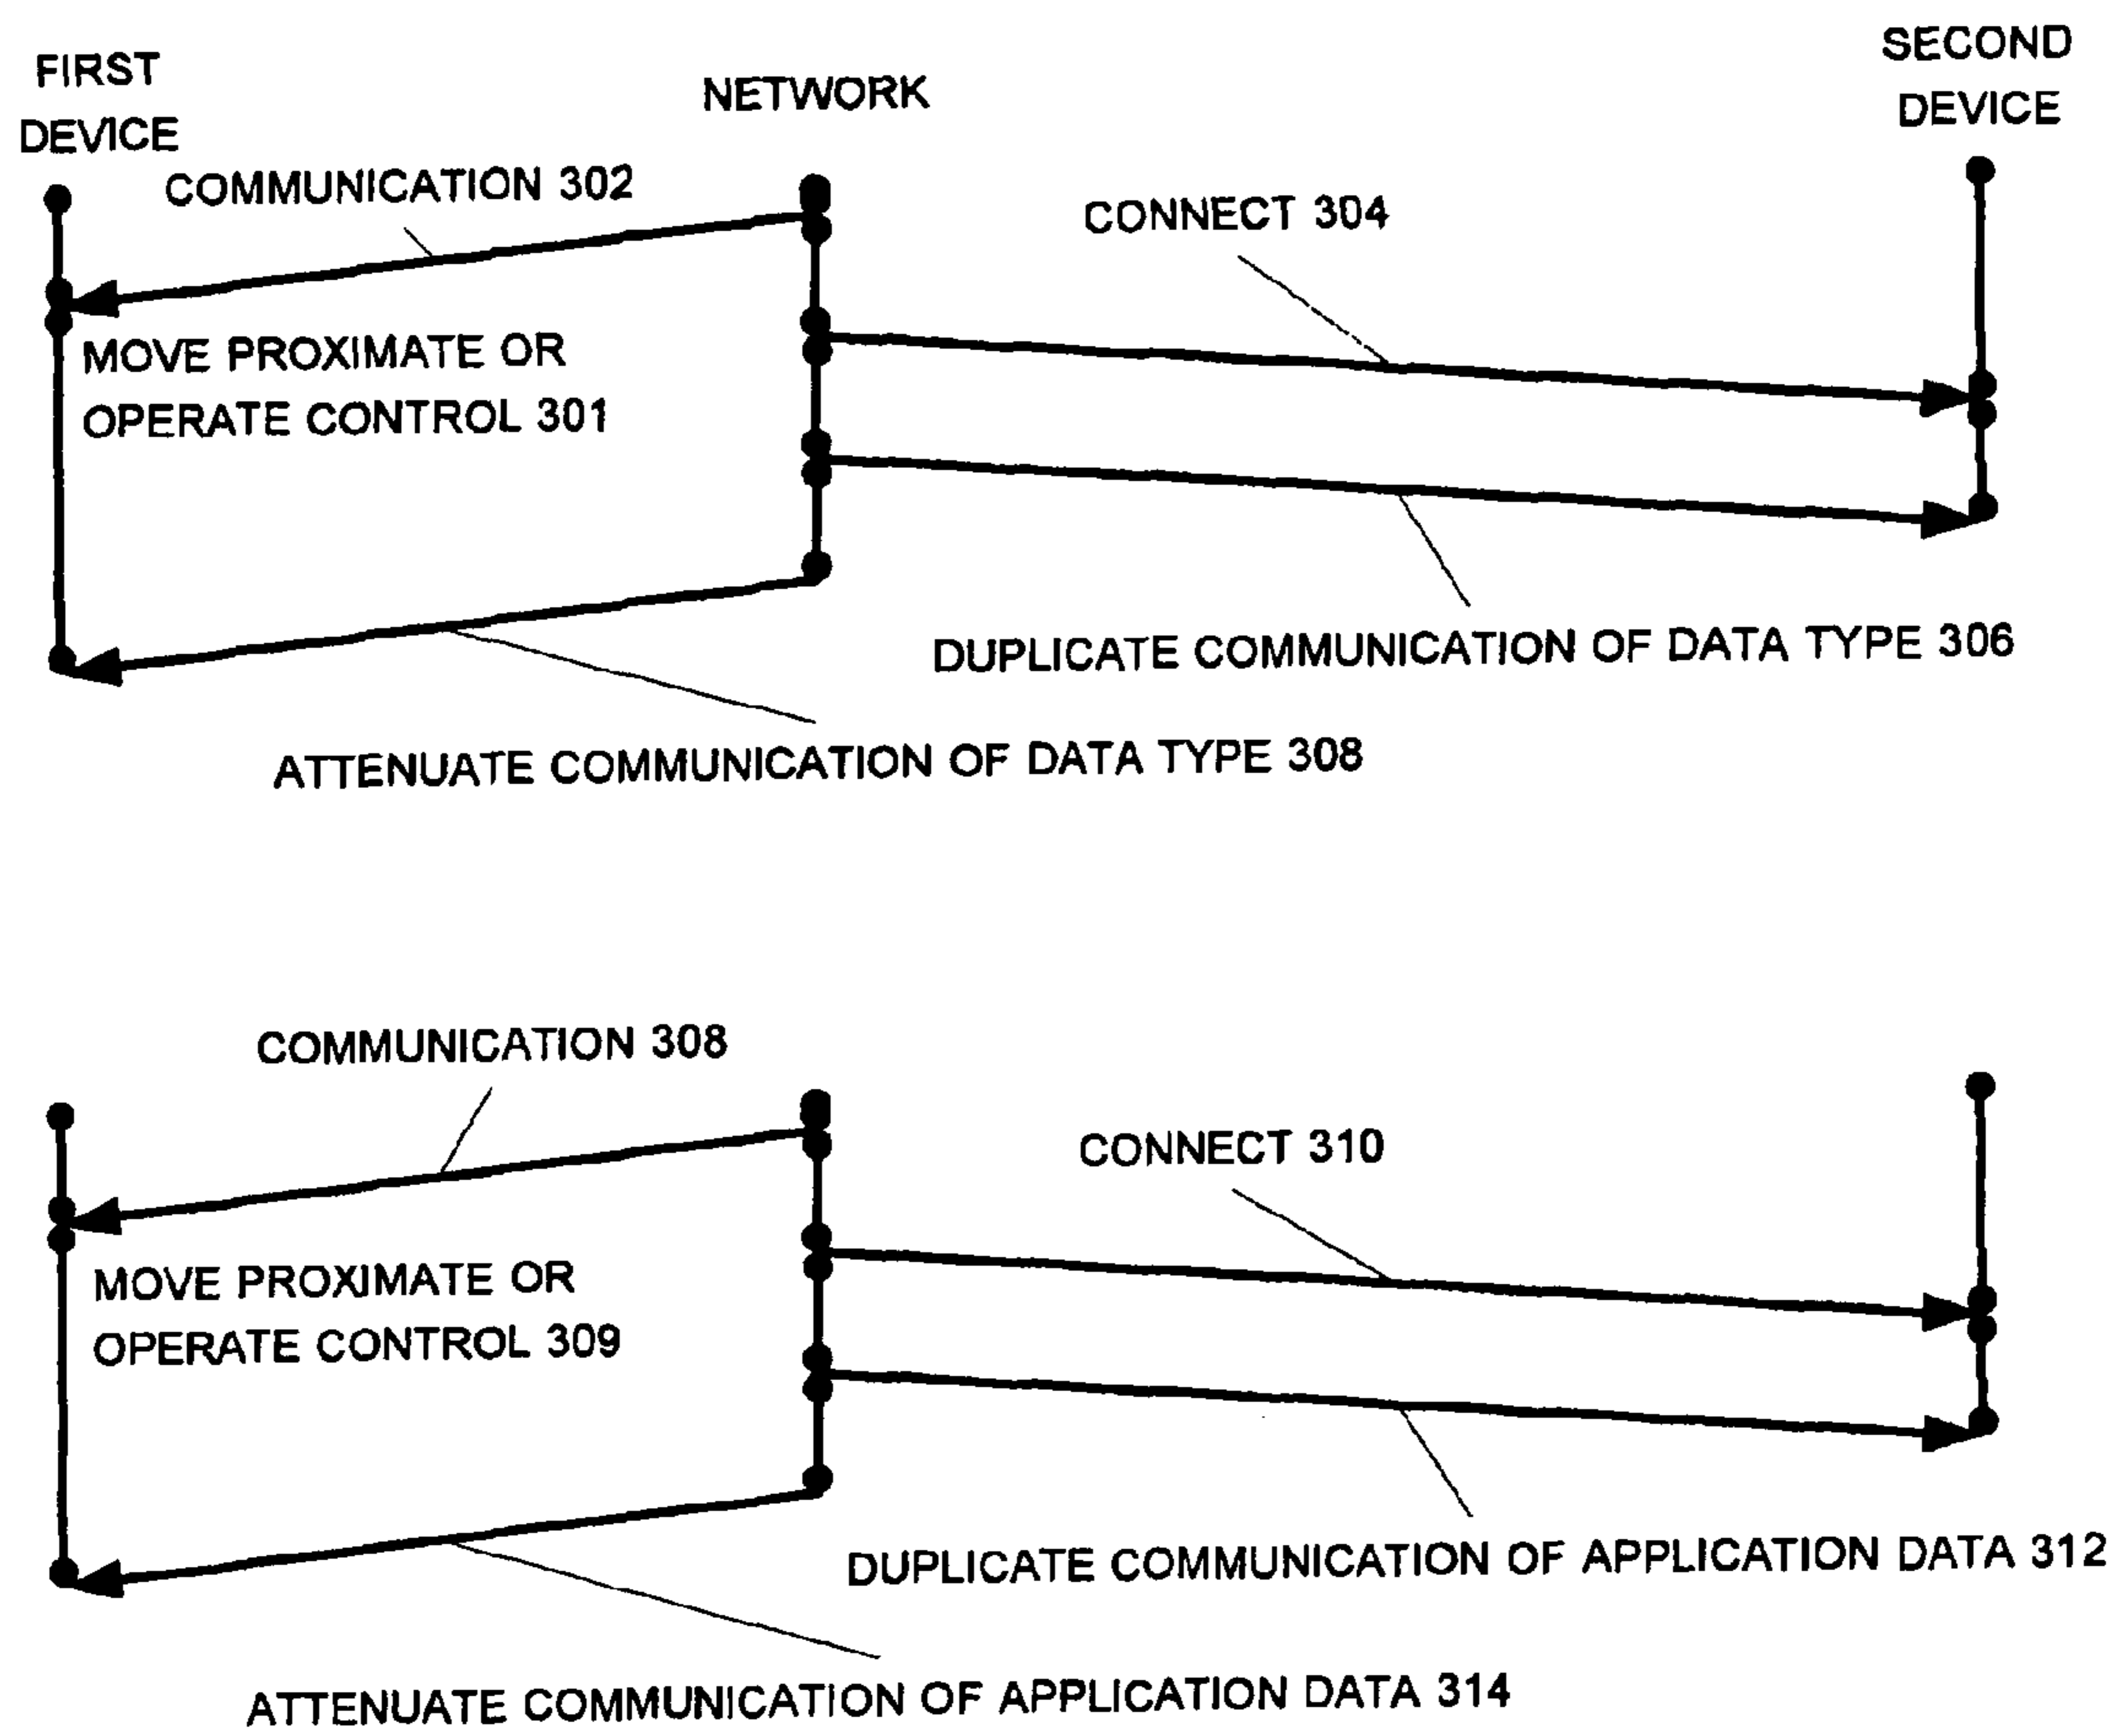 FIRST
DEVICE
NETWORK
SECOND
DEVICE
COMMUNICATION 302
CONNECT 304
MOVE PROXIMATE OR
OPERATE CONTROL 301
DUPLICATE COMMUNICATION OF DATA TYPE 306
ATTENUATE COMMUNICATION OF DATA TYPE 308
COMMUNICATION 308
CONNECT 310
MOVE PROXIMATE OR
OPERATE CONTROL 309
DUPLICATE COMMUNICATION OF APPLICATION DATA 312
ATTENUATE COMMUNICATION OF APPLICATION DATA 314